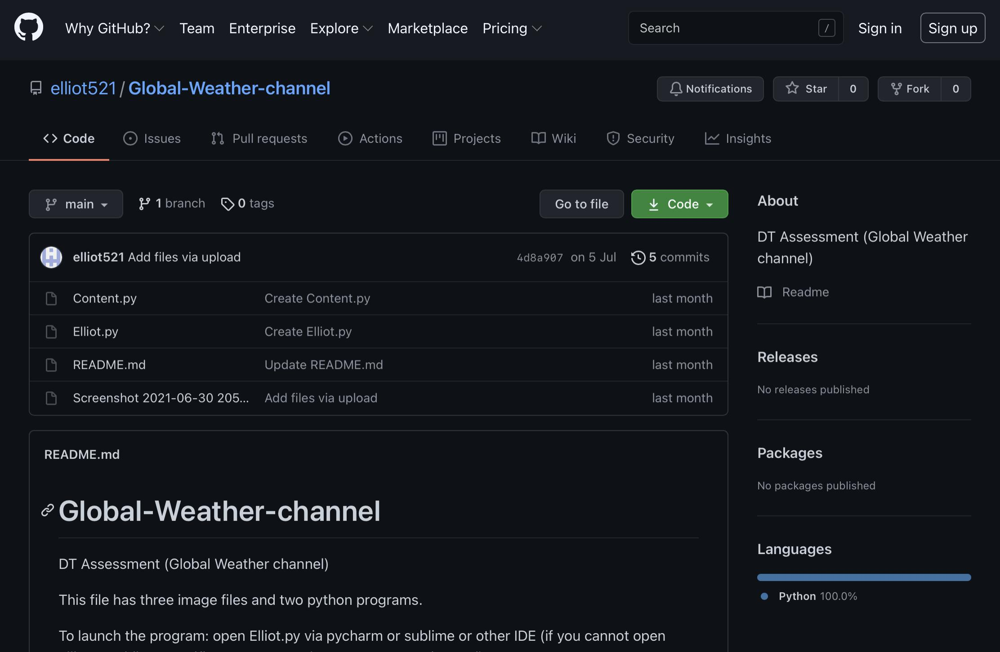 Why GitHub? Team Enterprise Explore Marketplace Pricing Search / Sign in Sign up
elliot521 / Global-Weather-channel Notifications Star 0 Fork 0
Code Issues Pull requests Actions Projects Wiki Security Insights
main 1 branch 0 tags Go to file Code
elliot521 Add files via upload 4d8a907 on 5 Jul 5 commits
Content.py Create Content.py last month
Elliot.py Create Elliot.py last month
README.md Update README.md last month
Screenshot 2021-06-30 205... Add files via upload last month
README.md
Global-Weather-channel
DT Assessment (Global Weather channel)
This file has three image files and two python programs.
To launch the program: open Elliot.py via pycharm or sublime or other IDE (if you cannot open
About
DT Assessment (Global Weather
channel)
Readme
Releases
No releases published
Packages
No packages published
Languages
Python 100.0%